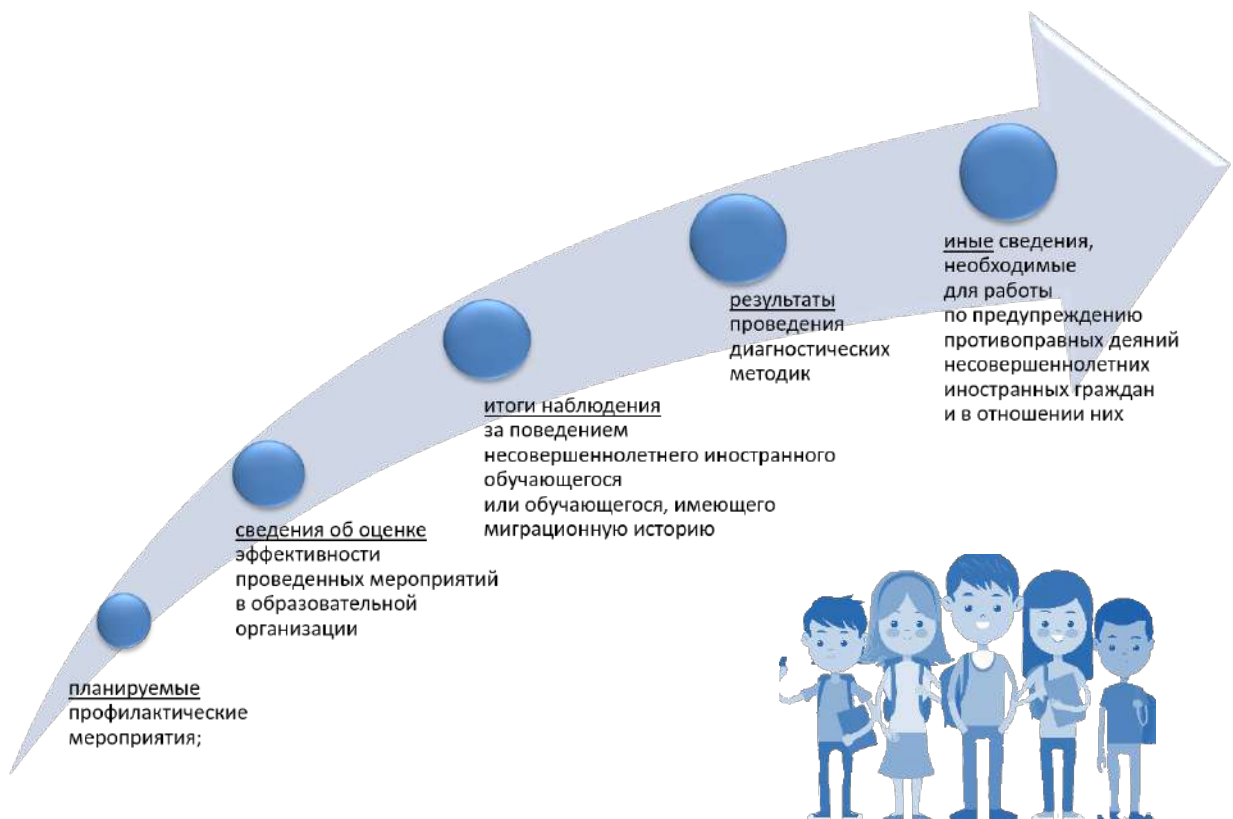 планируемые
профилактические
мероприятия;
сведения об оценке
эффективности
проведенных мероприятий
в образовательной
организации
итоги наблюдения
за поведением
несовершеннолетнего иностранного
обучающегося
или обучающегося, имеющего
миграционную историю
результаты
проведения
диагностических
методик
иные сведения,
необходимые
для работы
по предупреждению
противоправных деяний
несовершеннолетних
иностранных граждан
и в отношении них